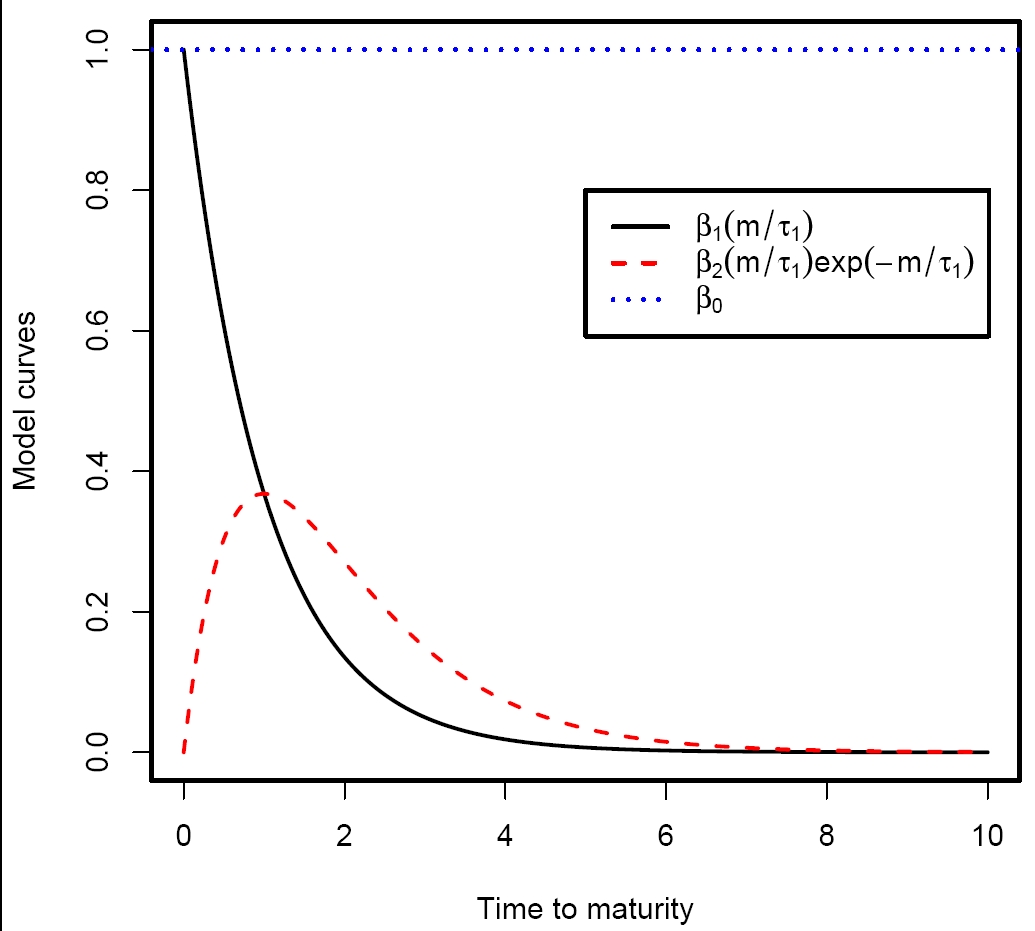 1.0
0.8
0.6
0.4
0.2
0.0
Model curves
β₁(m/τ₁)
β₂(m/τ₁)exp(−m/τ₁)
β₀
0 2 4 6 8 10
Time to maturity